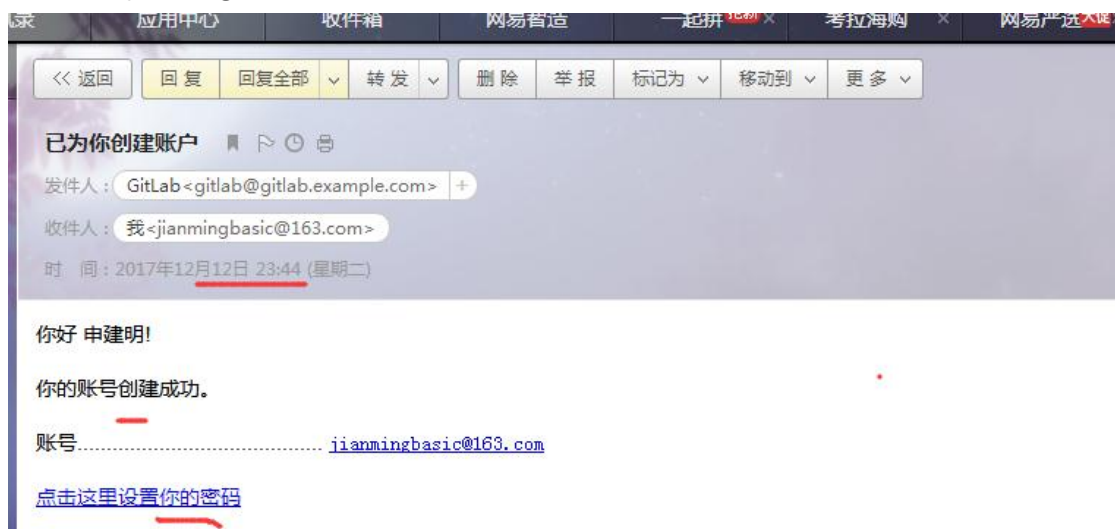 应用中心 收件箱 网易智造 一起拼 × 考拉海购 × 网易严选
<< 返回 回复 回复全部 转发 删除 举报 标记为 移动到 更多
已为你创建账户
发件人： GitLab<gitlab@gitlab.example.com> +
收件人： 我<jianmingbasic@163.com>
时 间：2017年12月12日 23:44 (星期二)
你好 申建明!
你的账号创建成功。
账号.................................... jianmingbasic@163.com
点击这里设置你的密码